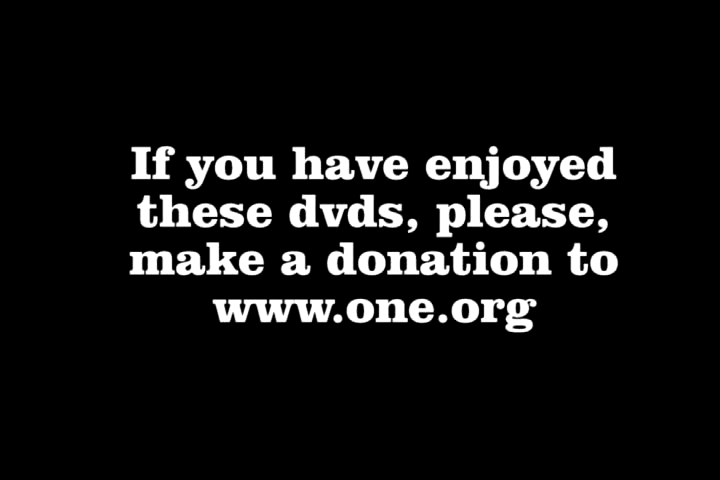 If you have enjoyed
these dvds, please,
make a donation to
www.one.org